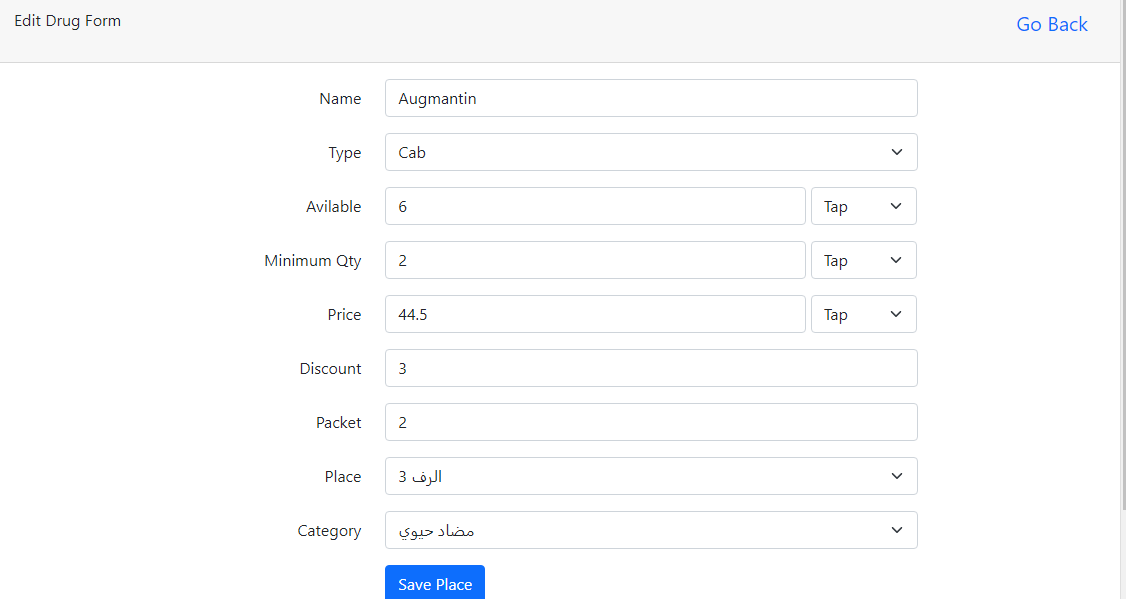 Edit Drug Form
Go Back
Name Augmantin
Type Cab
Avilable 6 Tap
Minimum Qty 2 Tap
Price 44.5 Tap
Discount 3
Packet 2
Place الرف 3
Category مضاد حيوي
Save Place